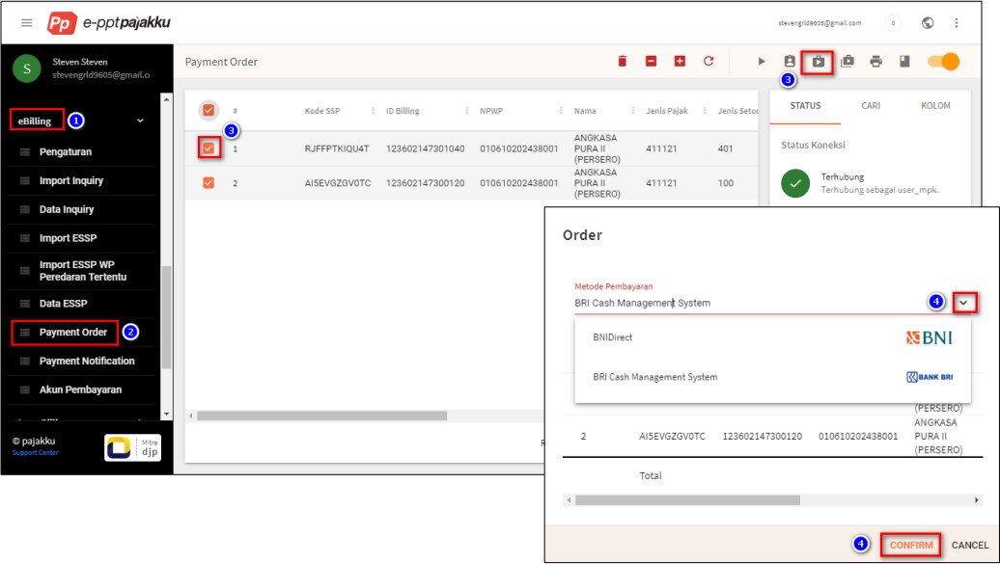 Pp e-pptpajakku
stevengrld9605@gmail.com 0
S Steven Steven
stevengrld9605@gmail.co
Payment Order
3
eBilling 1
Pengaturan
Import Inquiry
Data Inquiry
Import ESSP
Import ESSP WP
Peredaran Tertentu
Data ESSP
Payment Order 2
Payment Notification
Akun Pembayaran
© pajakku
Support Center
Mitra
djp
# Kode SSP ID Billing NPWP Nama Jenis Pajak Jenis Setor
3
1 RJFFPTKIQU4T 123602147301040 010610202438001 ANGKASA PURA II (PERSERO) 411121 401
2 AI5EVGZGV0TC 123602147300120 010610202438001 ANGKASA PURA II (PERSERO) 411121 100
STATUS CARI KOLOM
Status Koneksi
Terhubung
Terhubung sebagai user_mpk.
Order
Metode Pembayaran
BRI Cash Management System 4
BNIDirect BNI
BRI Cash Management System BANK BRI
(PERSERO)
2 AI5EVGZGV0TC 123602147300120 010610202438001 ANGKASA PURA II (PERSERO)
Total
4 CONFIRM CANCEL